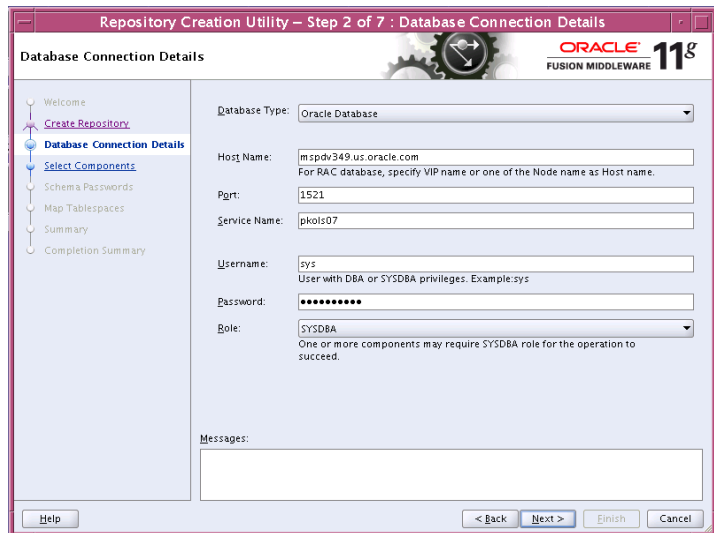 Repository Creation Utility – Step 2 of 7 : Database Connection Details
Database Connection Details
ORACLE
FUSION MIDDLEWARE 11g
Welcome
Create Repository
Database Connection Details
Select Components
Schema Passwords
Map Tablespaces
Summary
Completion Summary
Database Type: Oracle Database
Host Name: mspdv349.us.oracle.com
For RAC database, specify VIP name or one of the Node name as Host name.
Port: 1521
Service Name: pkols07
Username: sys
User with DBA or SYSDBA privileges. Example:sys
Password: ●●●●●●●●●●
Role: SYSDBA
One or more components may require SYSDBA role for the operation to
succeed.
Messages:
Help < Back Next > Finish Cancel